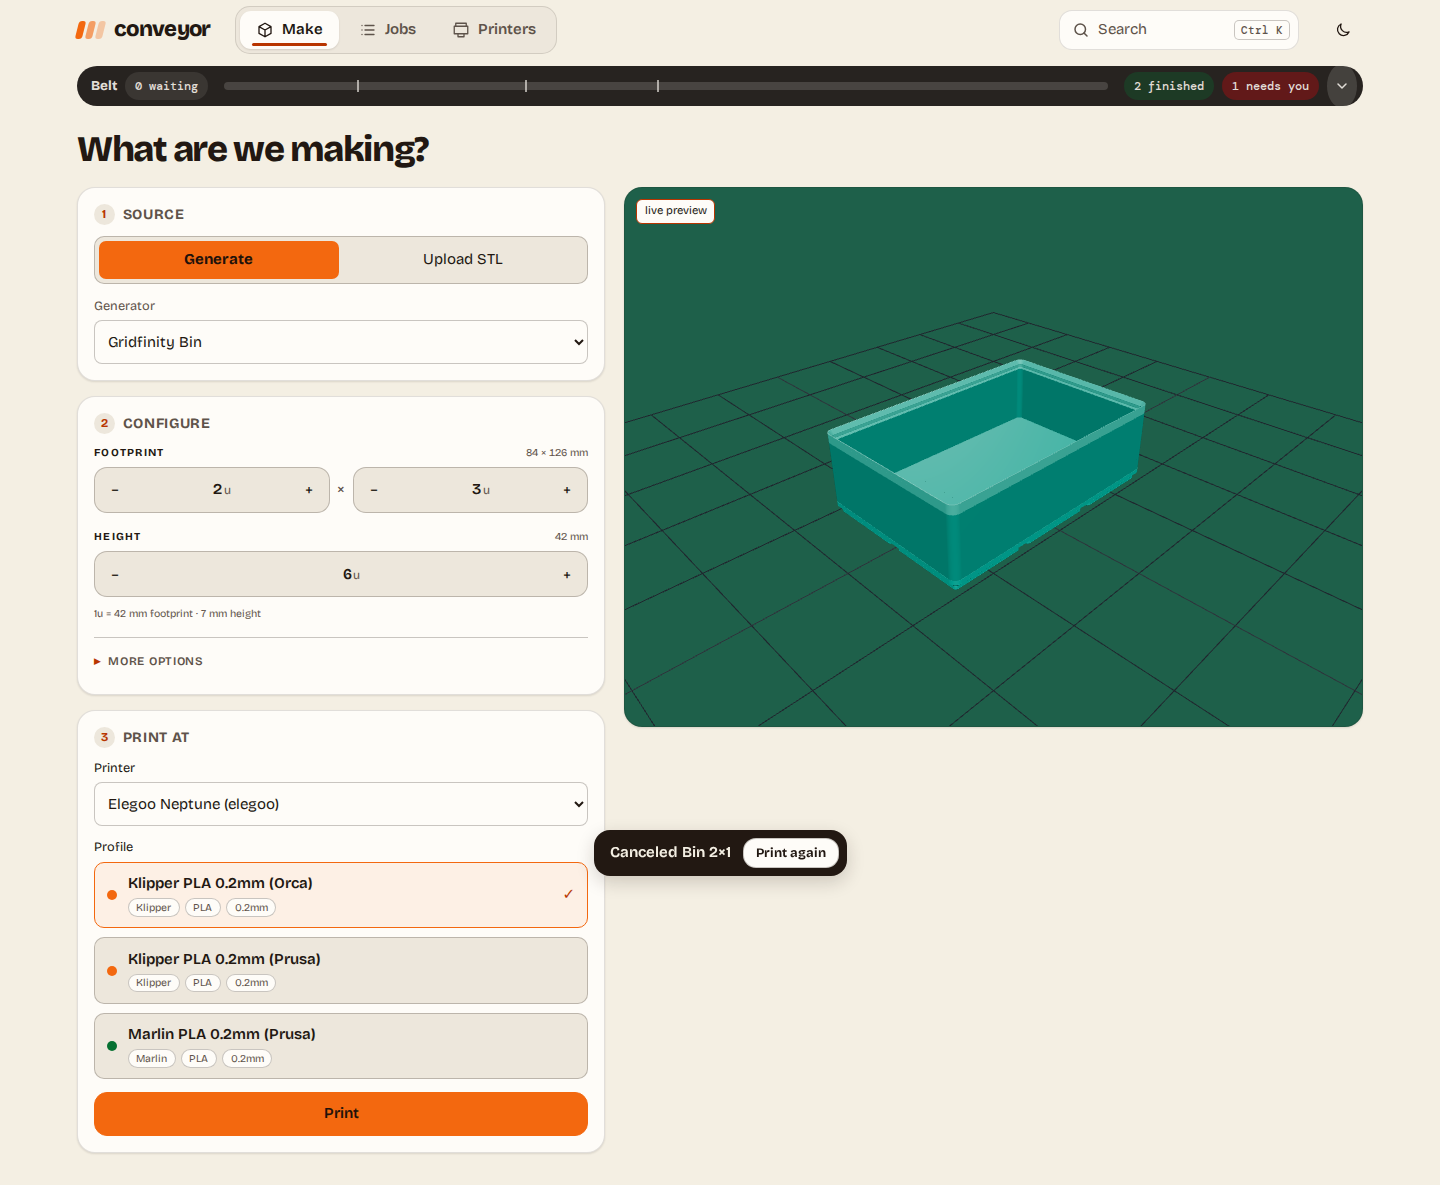 conveyor
Make
Jobs
Printers
Search
Ctrl K
Belt
0 waiting
2 finished
1 needs you
What are we making?
1 SOURCE
Generate
Upload STL
Generator
Gridfinity Bin
2 CONFIGURE
FOOTPRINT
84 × 126 mm
− 2 u +
×
− 3 u +
HEIGHT
42 mm
− 6 u +
1u = 42 mm footprint · 7 mm height
▸ MORE OPTIONS
3 PRINT AT
Printer
Elegoo Neptune (elegoo)
Profile
Klipper PLA 0.2mm (Orca)
Klipper PLA 0.2mm
✓
Klipper PLA 0.2mm (Prusa)
Klipper PLA 0.2mm
Marlin PLA 0.2mm (Prusa)
Marlin PLA 0.2mm
Print
live preview
Canceled Bin 2×1
Print again